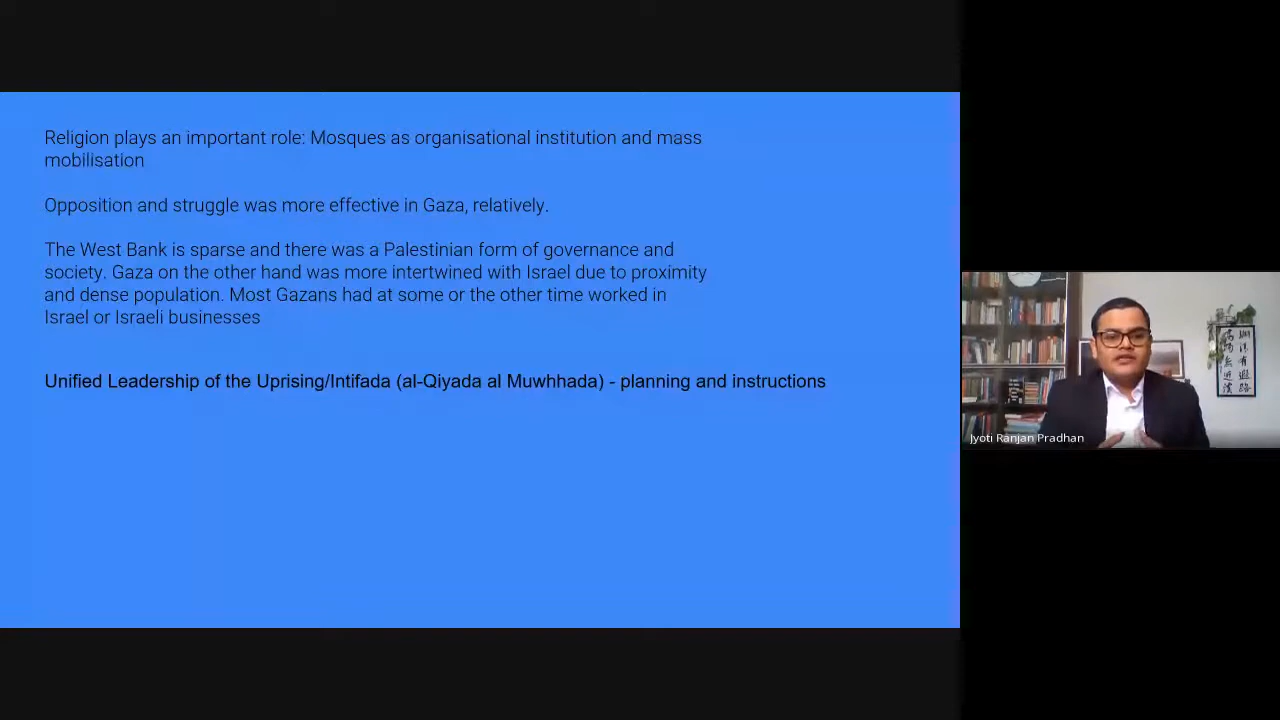 Religion plays an important role: Mosques as organisational institution and mass
mobilisation
Opposition and struggle was more effective in Gaza, relatively.
The West Bank is sparse and there was a Palestinian form of governance and
society. Gaza on the other hand was more intertwined with Israel due to proximity
and dense population. Most Gazans had at some or the other time worked in
Israel or Israeli businesses
Unified Leadership of the Uprising/Intifada (al-Qiyada al Muwhhada) - planning and instructions
Jyoti Ranjan Pradhan